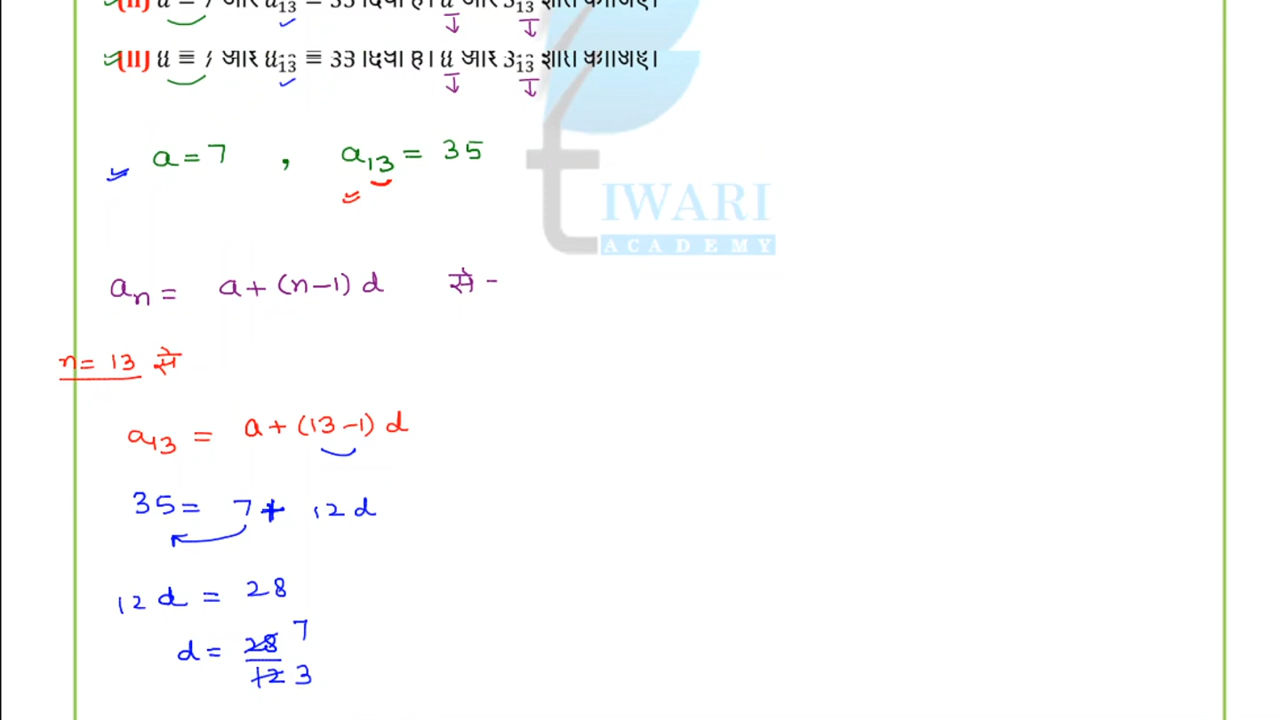 (II) a = 7 और a13 = 35 दिया है। d और S13 ज्ञात कीजिए।
a = 7 , a13 = 35
IWARI
ACADEMY
an = a + (n-1) d से -
n = 13 से
a13 = a + (13-1) d
35 = 7 + 12 d
12 d = 28
d = 28/12 7/3